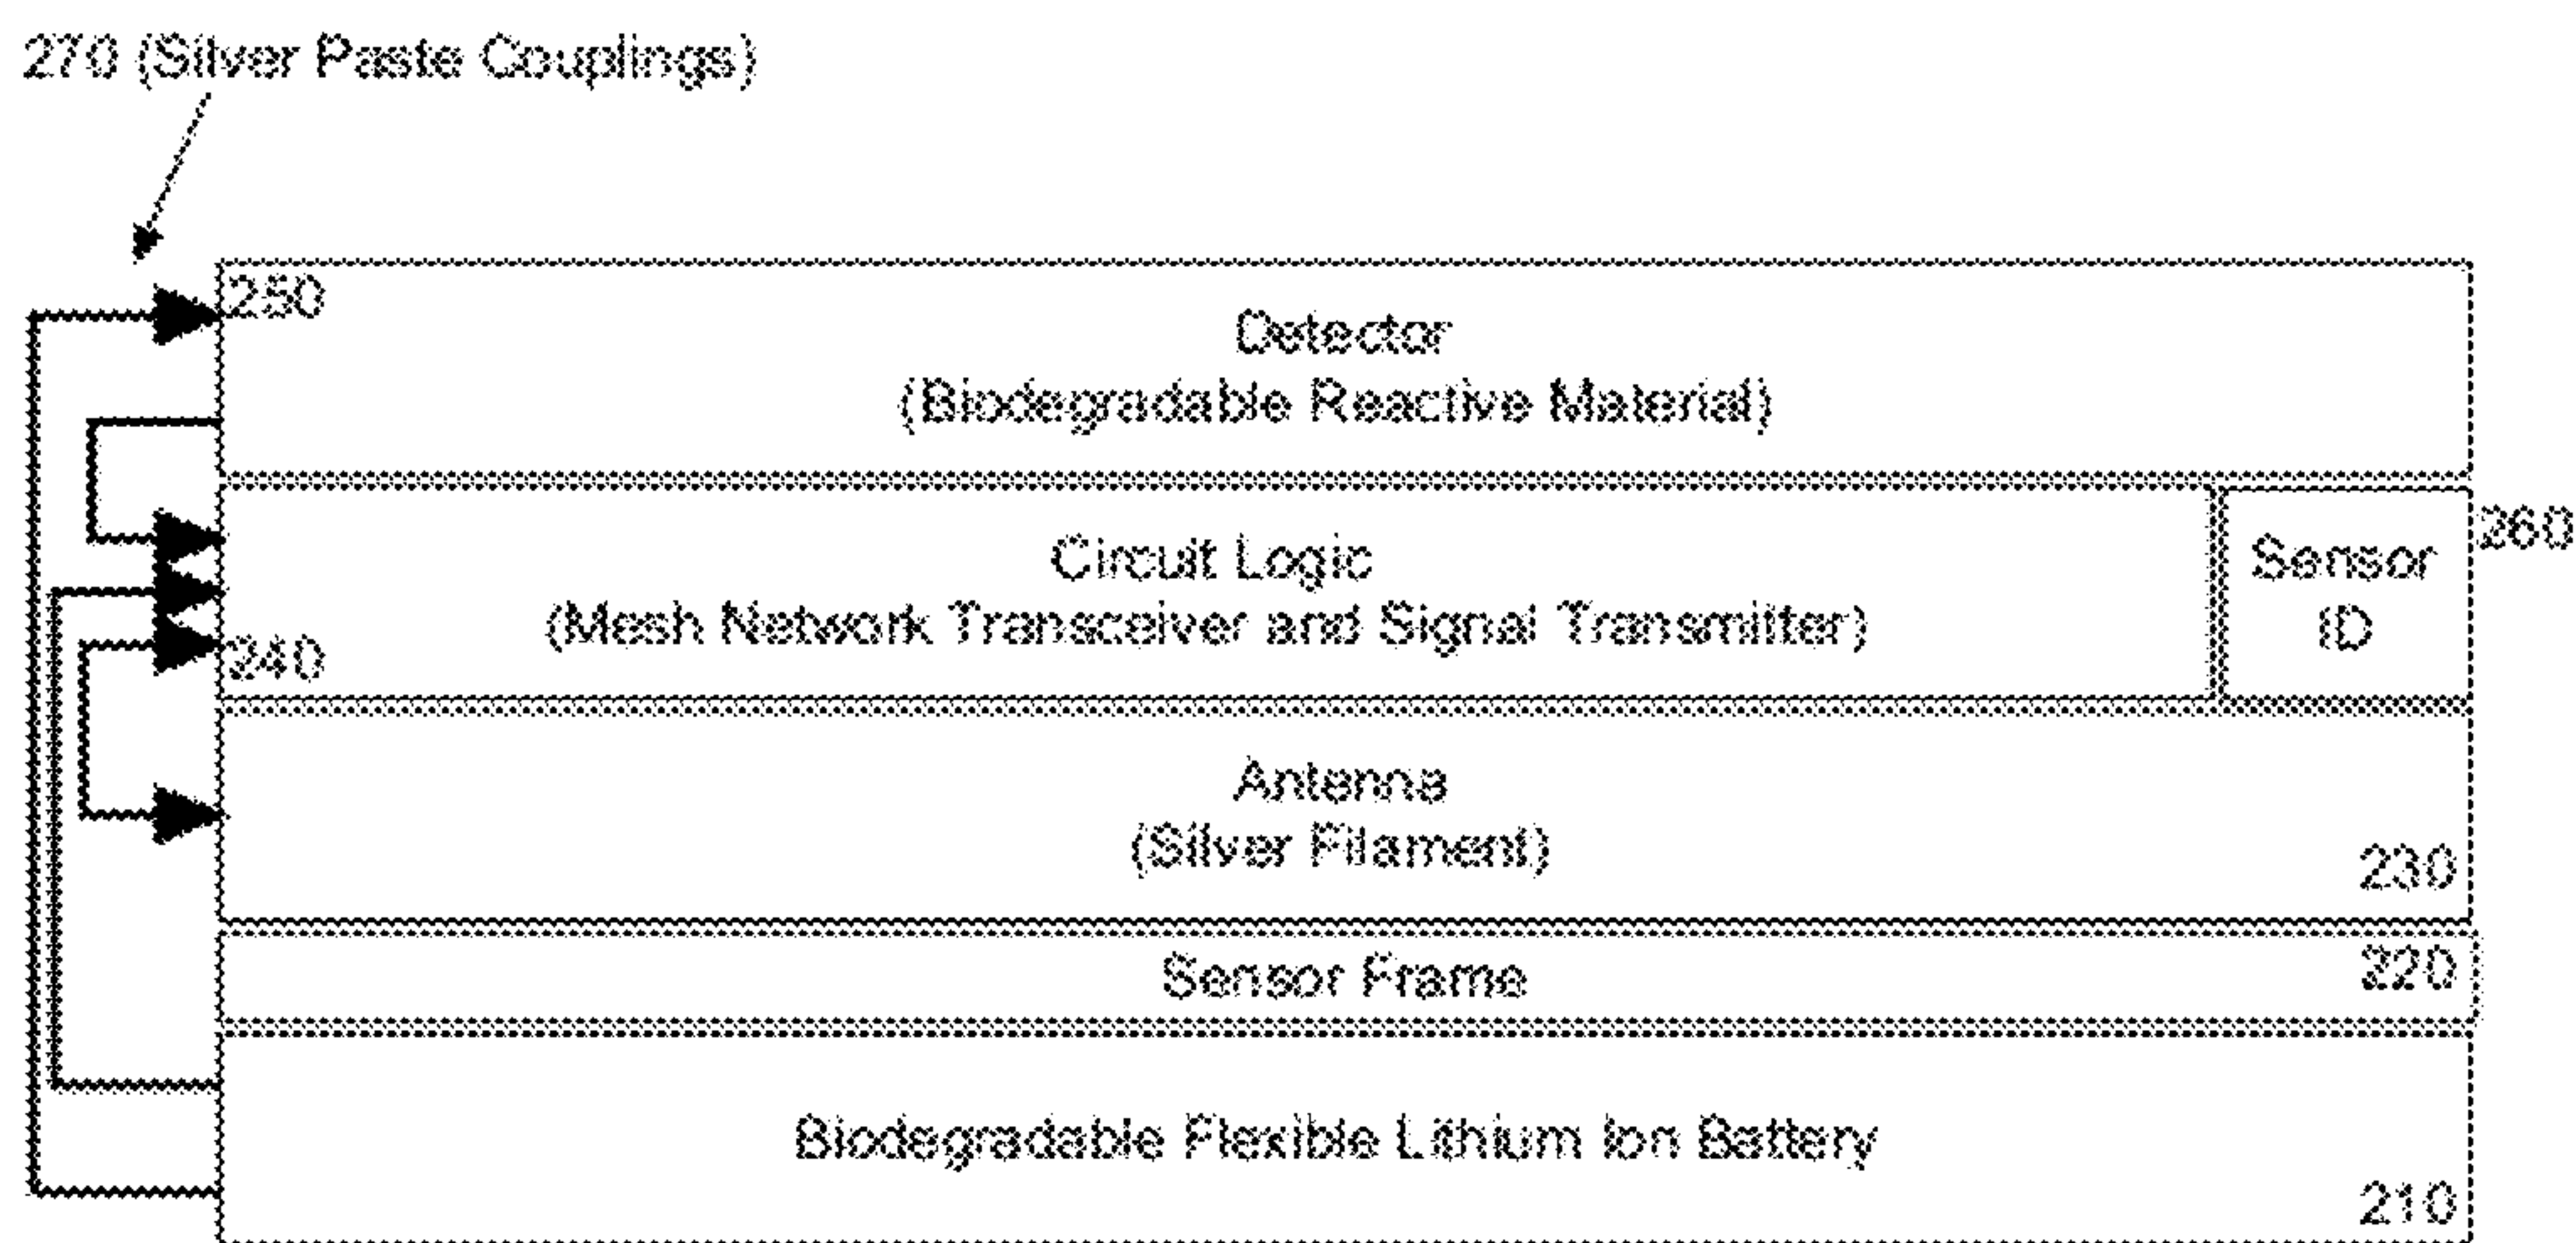 270 (Silver Paste Couplings)
250
Detector
(Biodegradable Reactive Material)
Circuit Logic
(Mesh Network Transceiver and Signal Transmitter)
240
Sensor
ID
260
Antenna
(Silver Filament)
230
Sensor Frame
220
Biodegradable Flexible Lithium Ion Battery
210